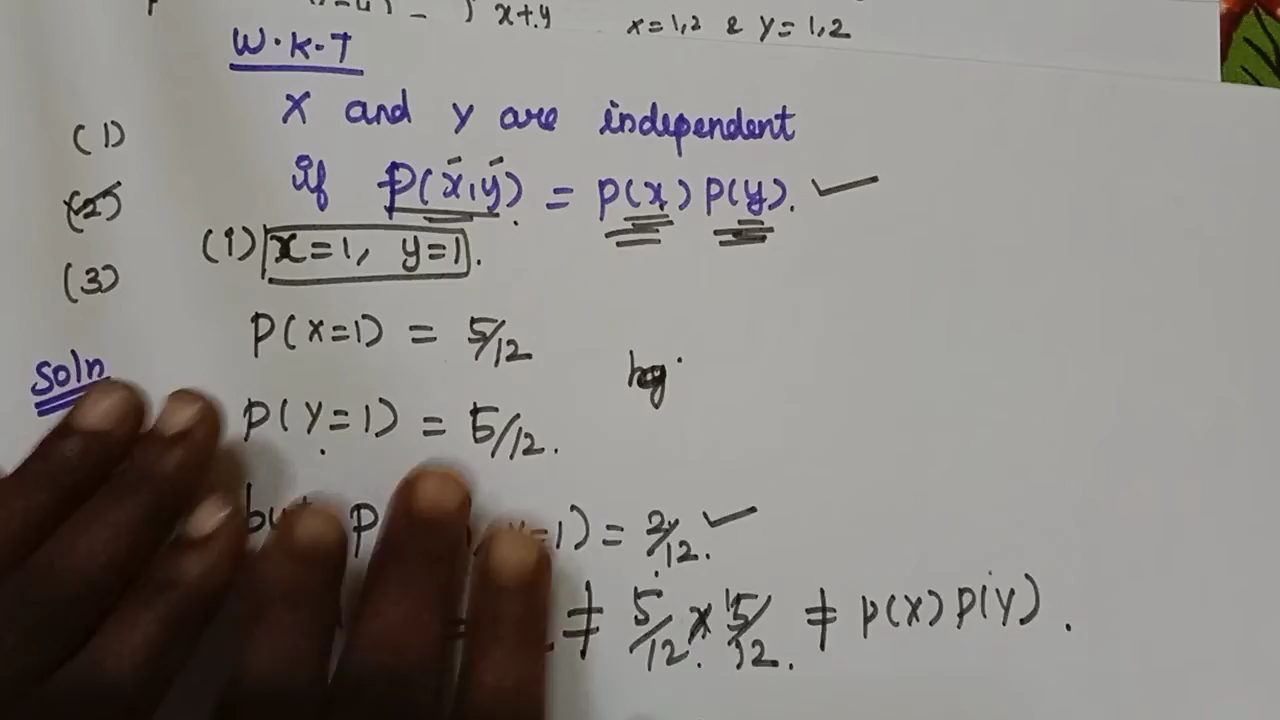 x+y x=1,2 & y=1,2
W.K.T
X and Y are independent
(1)
if P(x,y) = P(x) P(y).
(2)
(i) x=1, y=1.
(3)
P(X=1) = 5/12
Soln
P(Y=1) = 5/12.
but P =1) = 2/12.
≠ 5/12 × 5/12 ≠ P(X) P(Y).